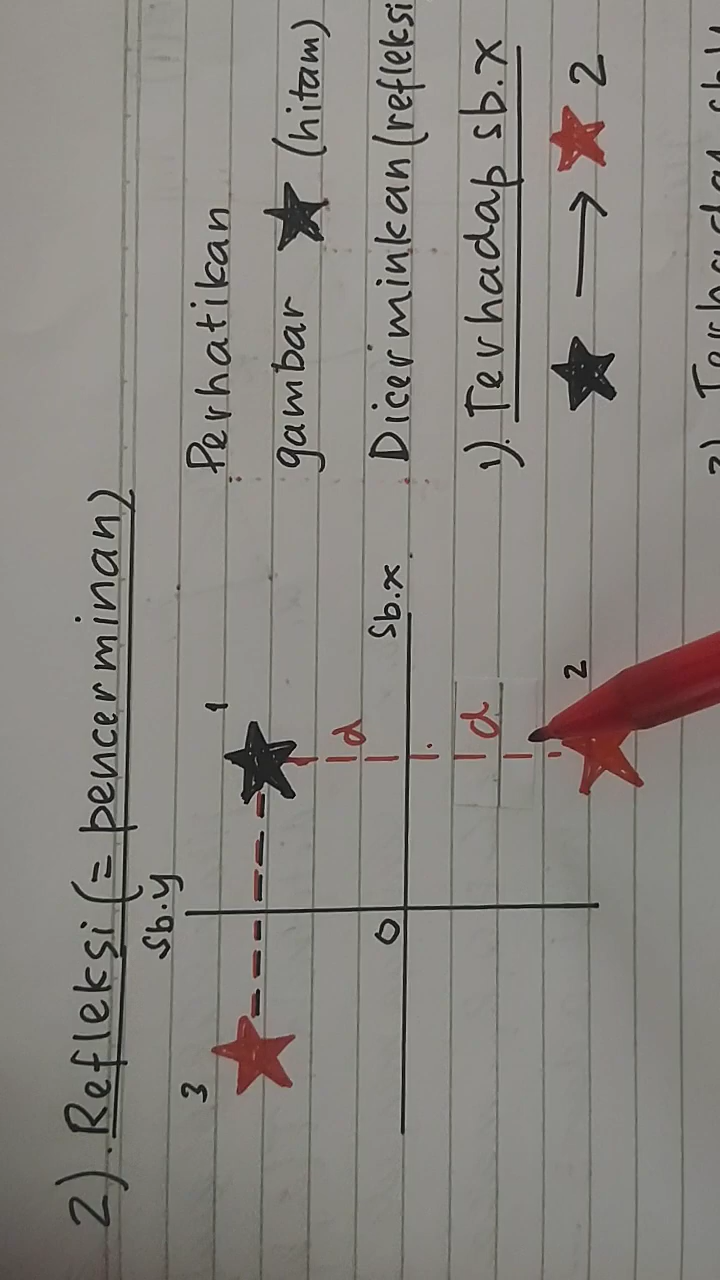 2). Refleksi (= pencerminan)
Sb.y
3
1
d
0
Sb.x
d
2
Perhatikan
gambar ★ (hitam)
Dicerminkan (refleksi
1). Terhadap sb.x
★ → ★ 2